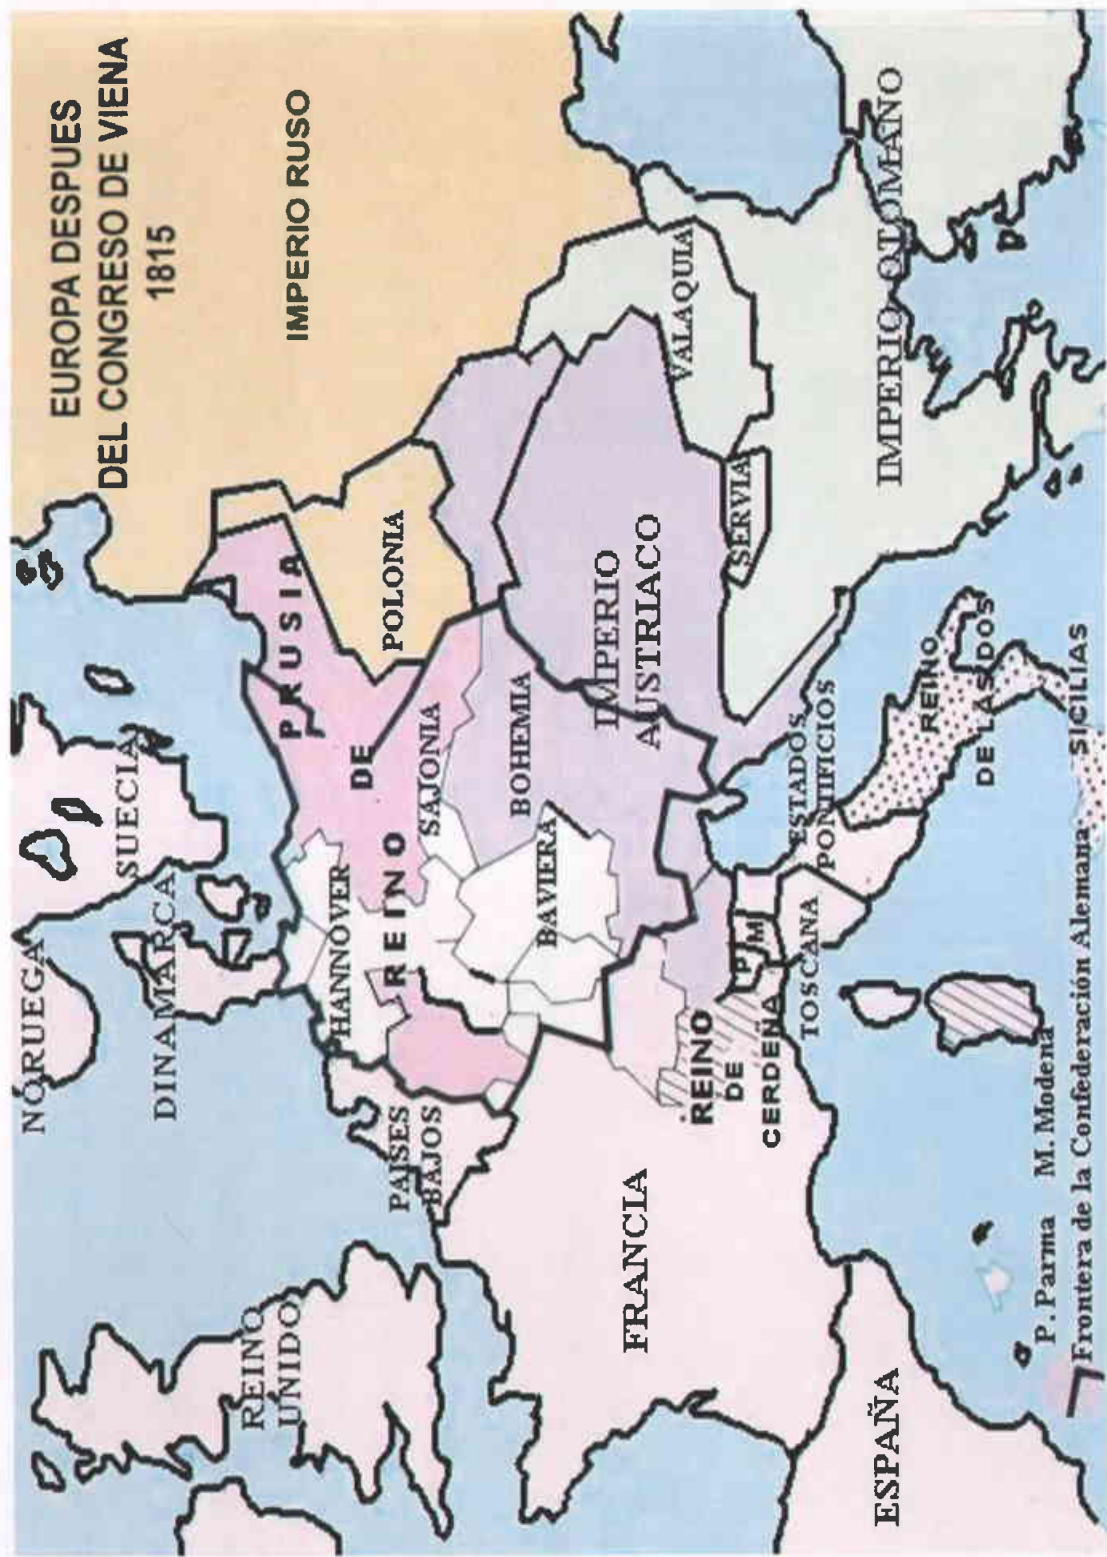 EUROPA DESPUES
DEL CONGRESO DE VIENA
1815
IMPERIO RUSO
NORUEGA
SUECIA
DINAMARCA
REINO
UNIDO
PRUSIA
DE
REINO
HANNOVER
PAISES
BAJOS
POLONIA
SAJONIA
BOHEMIA
BAVIERA
IMPERIO
AUSTRIACO
VALAQUIA
SERVIA
IMPERIO OTOMANO
FRANCIA
REINO
DE
CERDEÑA
P
M
TOSCANA
ESTADOS
PONTIFICIOS
REINO
DE LAS DOS
SICILIAS
ESPAÑA
P. Parma M. Modena
Frontera de la Confederación Alemana